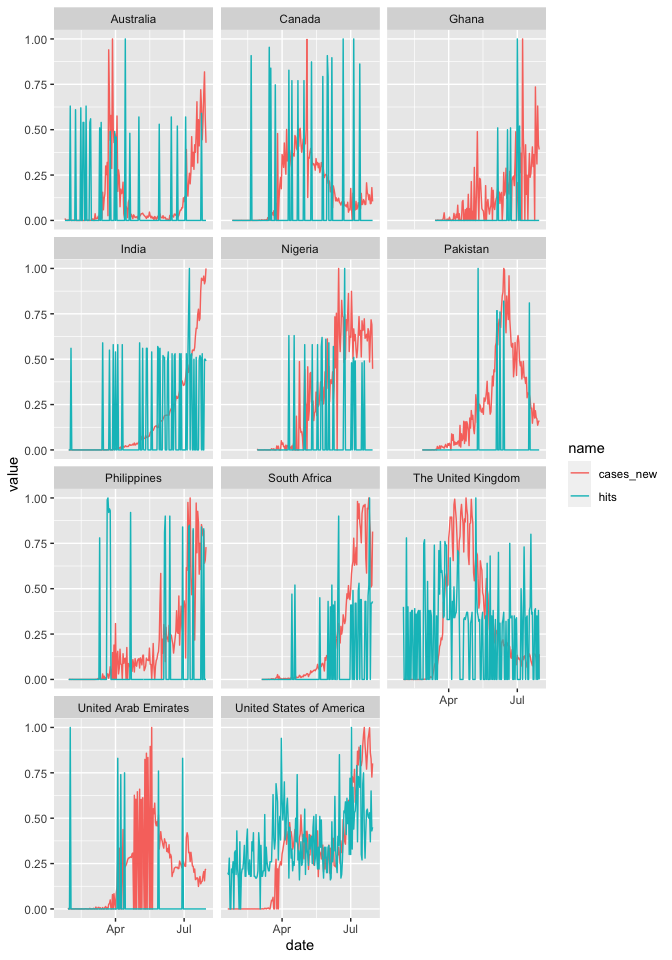 Australia Canada Ghana
1.00
0.75
0.50
0.25
0.00
India Nigeria Pakistan
1.00
0.75
0.50
0.25
0.00
value
name
cases_new
hits
Philippines South Africa The United Kingdom
1.00
0.75
0.50
0.25
0.00
Apr Jul
United Arab Emirates United States of America
1.00
0.75
0.50
0.25
0.00
Apr Jul Apr Jul
date